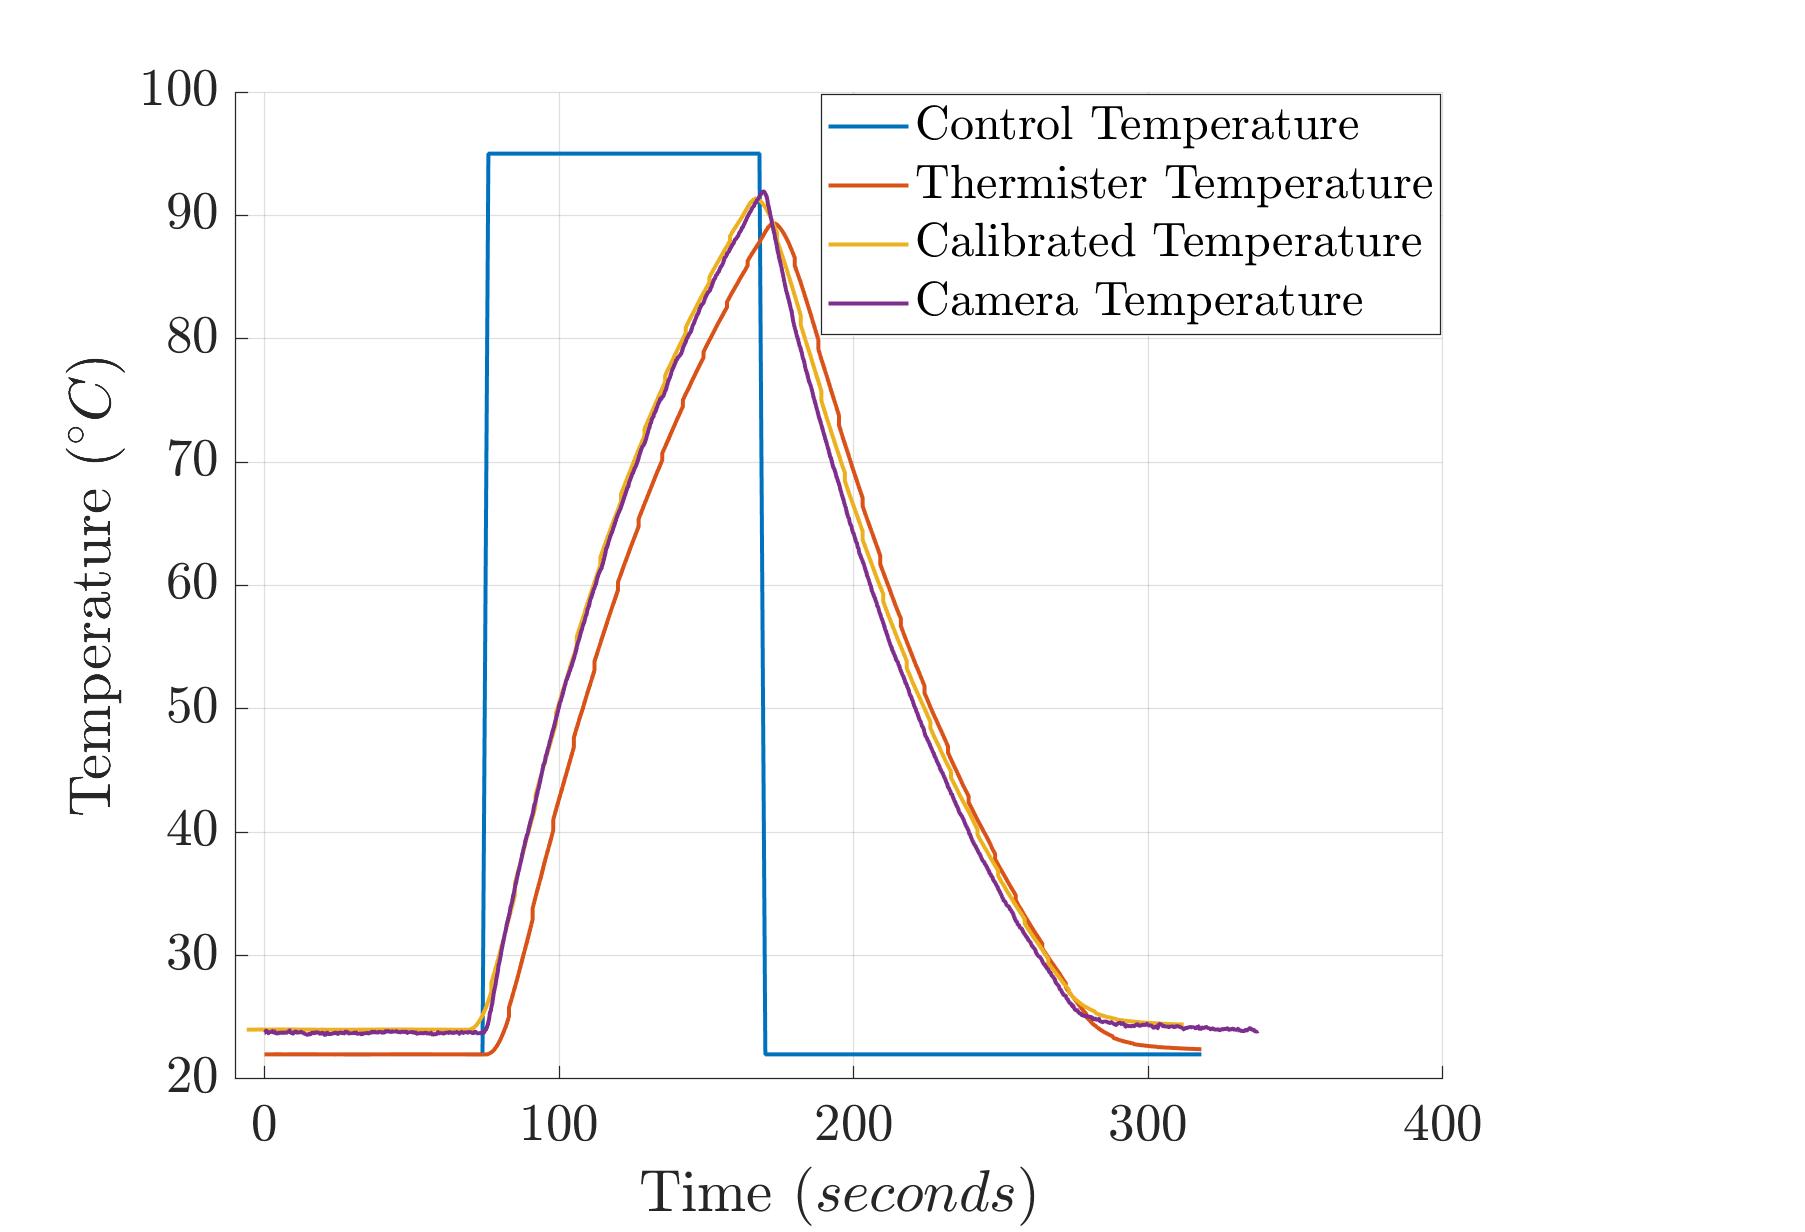 100
90
80
70
60
50
40
30
20
0 100 200 300 400
Temperature (°C)
Time (seconds)
Control Temperature
Thermister Temperature
Calibrated Temperature
Camera Temperature